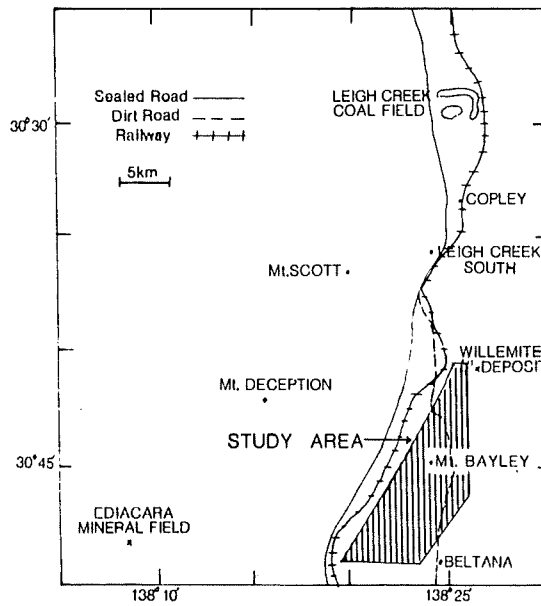 Sealed Road
Dirt Road
Railway
5km
LEIGH CREEK
COAL FIELD
30°30'
COPLEY
LEIGH CREEK
SOUTH
Mt.SCOTT
WILLEMITE
DEPOSIT
Mt. DECEPTION
STUDY AREA
30°45
Mt. BAYLEY
EDIACARA
MINERAL FIELD
BELTANA
138°10'
138°25